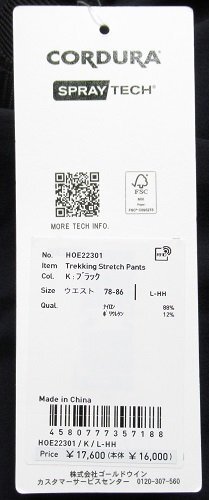 CORDURA®
SPRAY TECH®
MORE TECH INFO.
FSC
No. HOE22301
Item Trekking Stretch Pants
Col. K:ブラック
Size ウエスト 78-86 L-HH
Qual. ナイロン 88%
ポリウレタン 12%
Made in China
4580777357188
HOE22301/K/L-HH
Price ¥17,600(本体 ¥16,000)
株式会社ゴールドウイン
カスタマーサービスセンター 0120-307-560